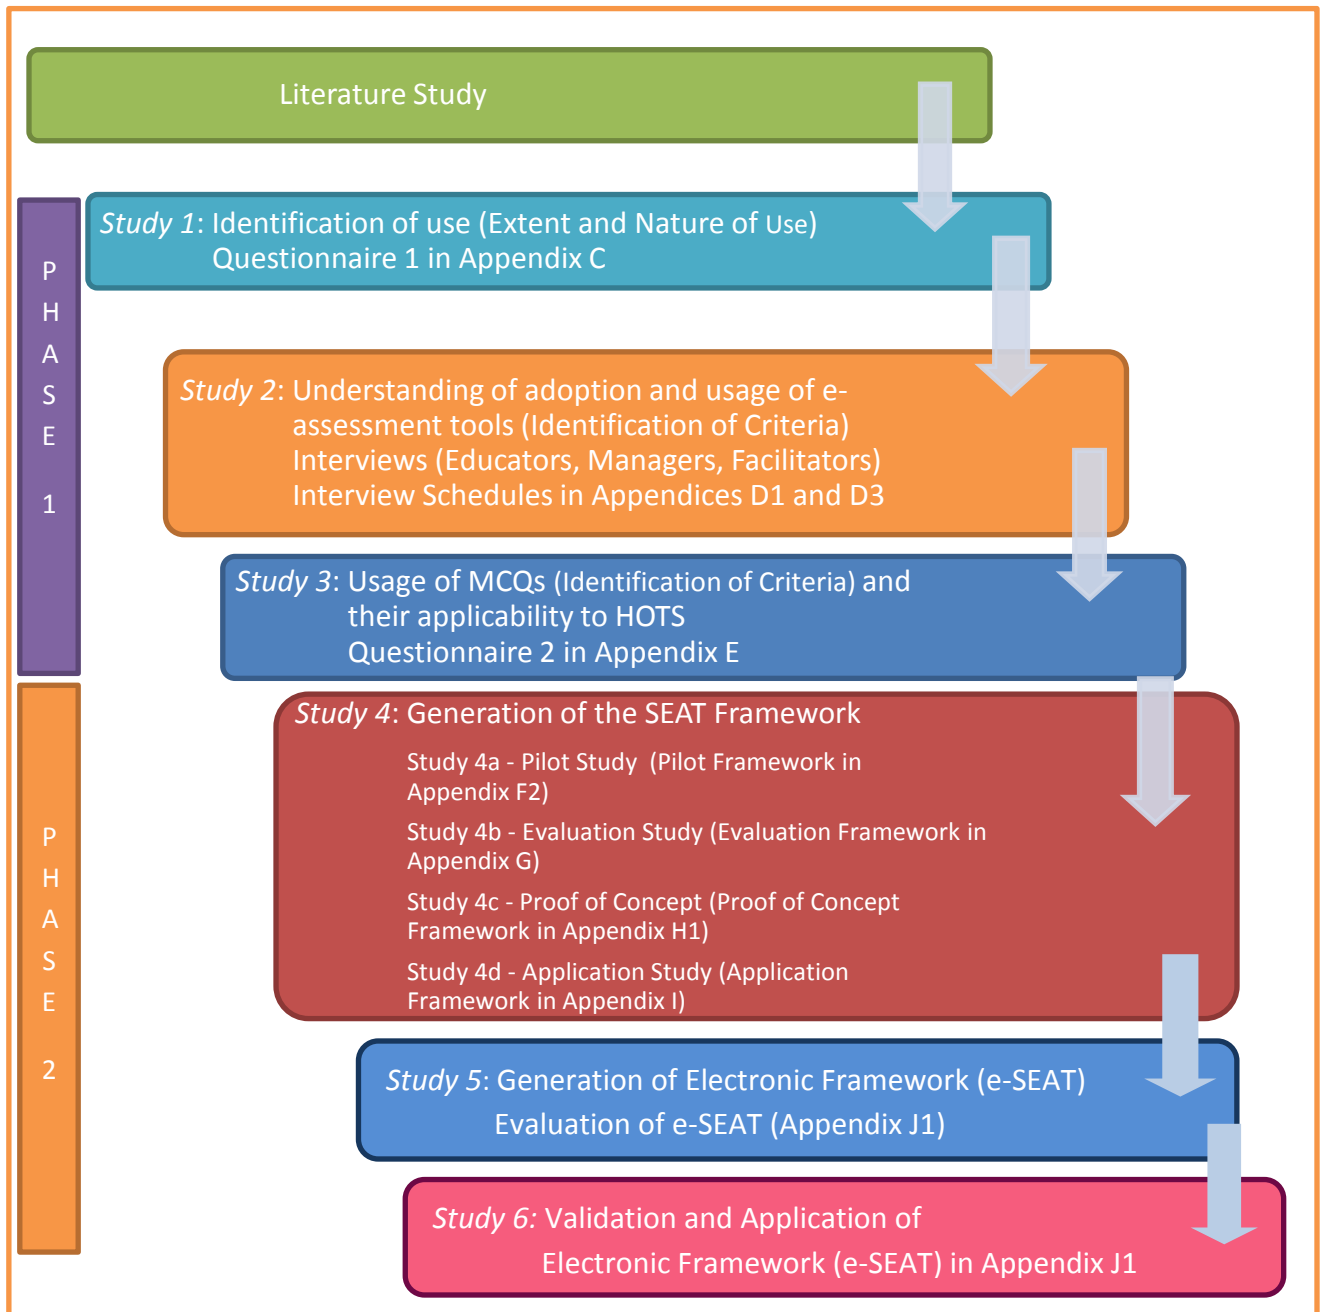 Literature Study
PHASE 1
Study 1: Identification of use (Extent and Nature of Use)
Questionnaire 1 in Appendix C
Study 2: Understanding of adoption and usage of e-
assessment tools (Identification of Criteria)
Interviews (Educators, Managers, Facilitators)
Interview Schedules in Appendices D1 and D3
Study 3: Usage of MCQs (Identification of Criteria) and
their applicability to HOTS
Questionnaire 2 in Appendix E
PHASE 2
Study 4: Generation of the SEAT Framework
Study 4a - Pilot Study (Pilot Framework in
Appendix F2)
Study 4b - Evaluation Study (Evaluation Framework in
Appendix G)
Study 4c - Proof of Concept (Proof of Concept
Framework in Appendix H1)
Study 4d - Application Study (Application
Framework in Appendix I)
Study 5: Generation of Electronic Framework (e-SEAT)
Evaluation of e-SEAT (Appendix J1)
Study 6: Validation and Application of
Electronic Framework (e-SEAT) in Appendix J1